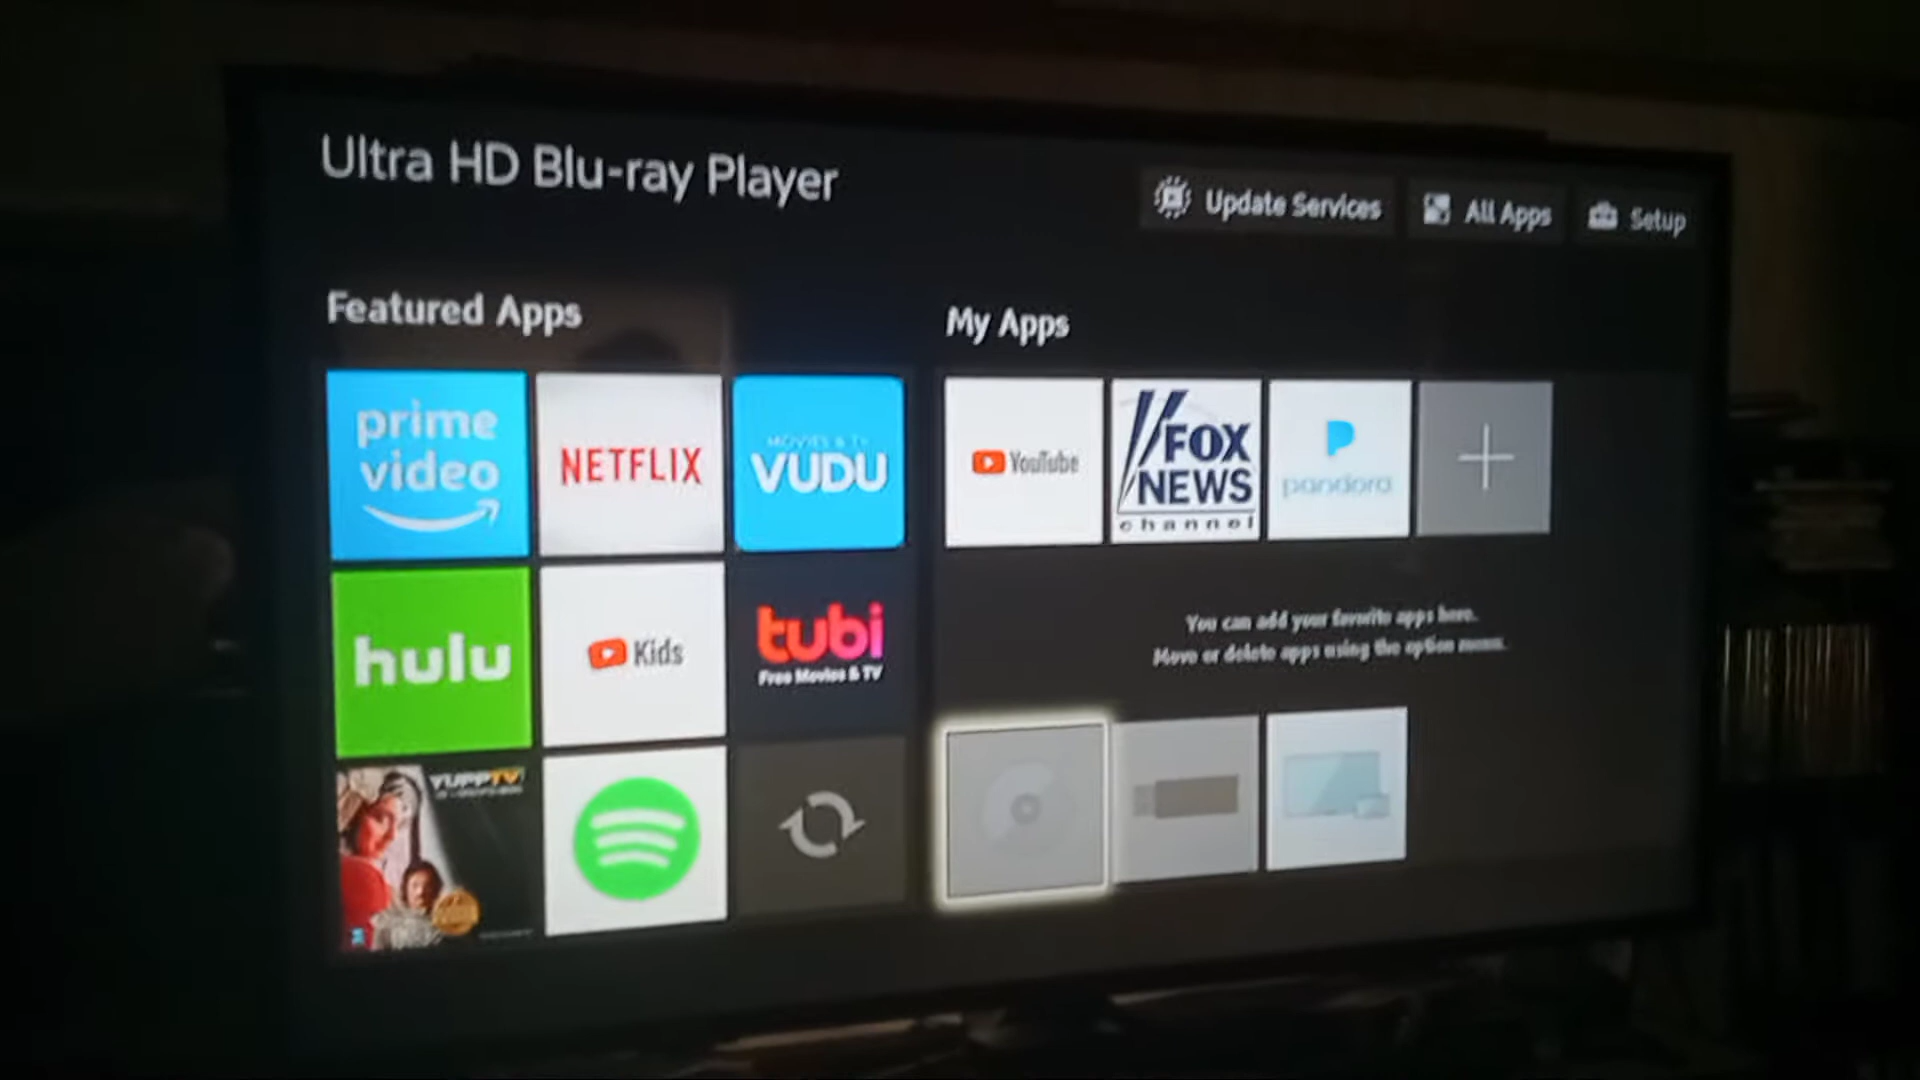 Ultra HD Blu-ray Player
Update Services
All Apps
Setup
Featured Apps
My Apps
prime
video
NETFLIX
MOVIES & TV
VUDU
YouTube
FOX
NEWS
channel
pandora
You can add your favorite apps here.
Move or delete apps using the option menu.
hulu
Kids
tubi
Free Movies & TV
YUPPTV